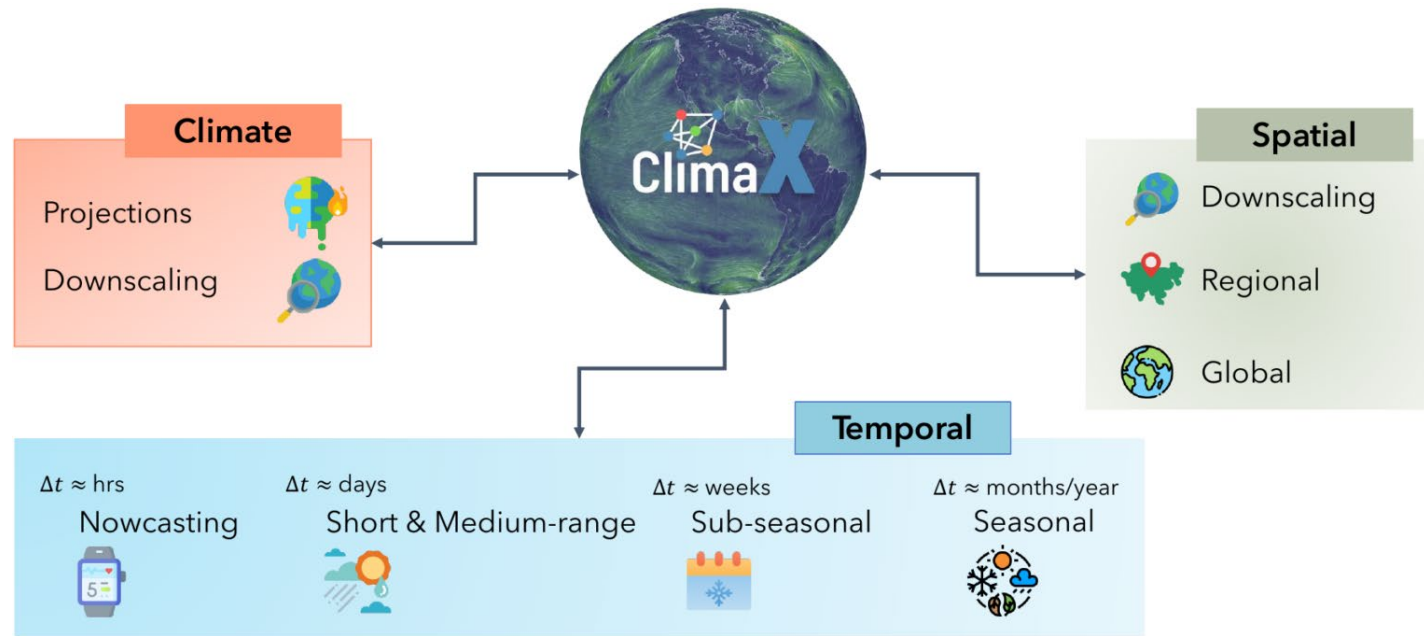 Climate
Projections
Downscaling
ClimaX
Spatial
Downscaling
Regional
Global
Temporal
Δt ≈ hrs
Nowcasting
5
Δt ≈ days
Short & Medium-range
Δt ≈ weeks
Sub-seasonal
Δt ≈ months/year
Seasonal